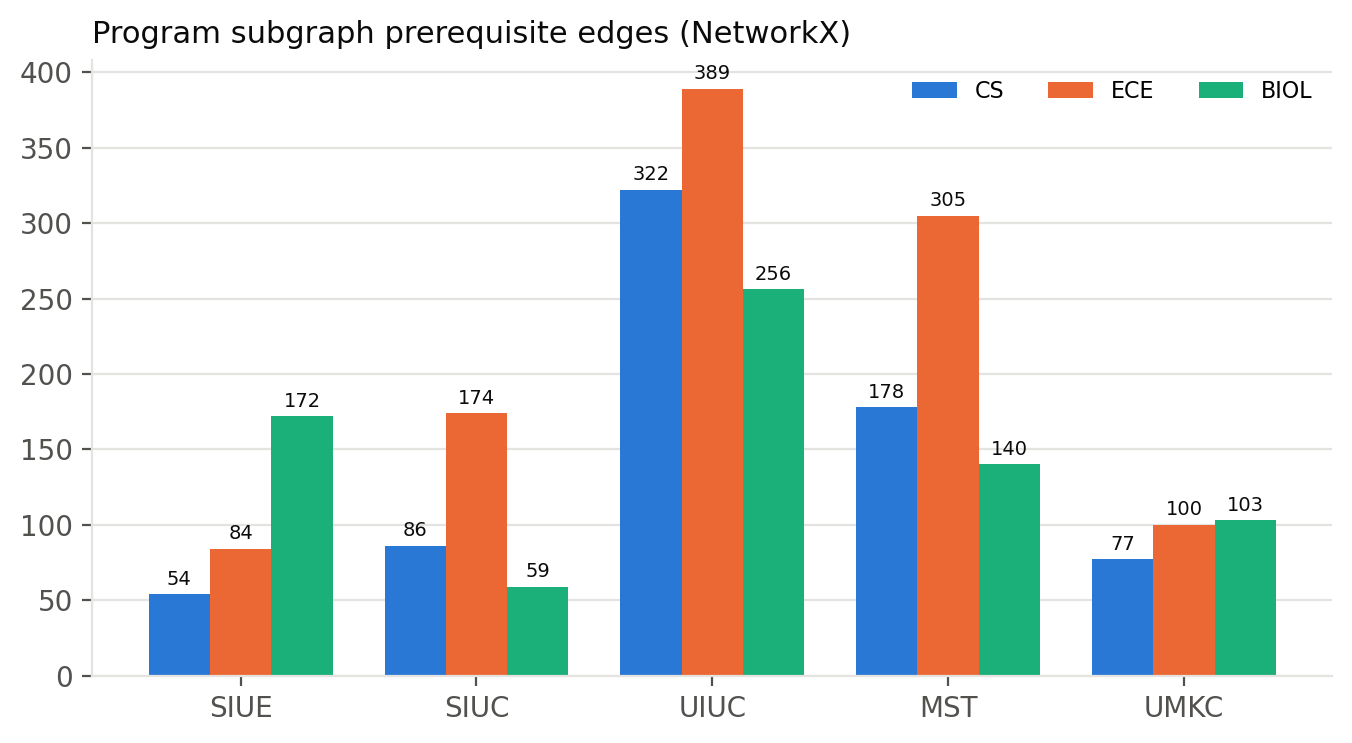 Program subgraph prerequisite edges (NetworkX)
CS ECE BIOL
400
350
300
250
200
150
100
50
0
54 84 172
86 174 59
322 389 256
178 305 140
77 100 103
SIUE SIUC UIUC MST UMKC